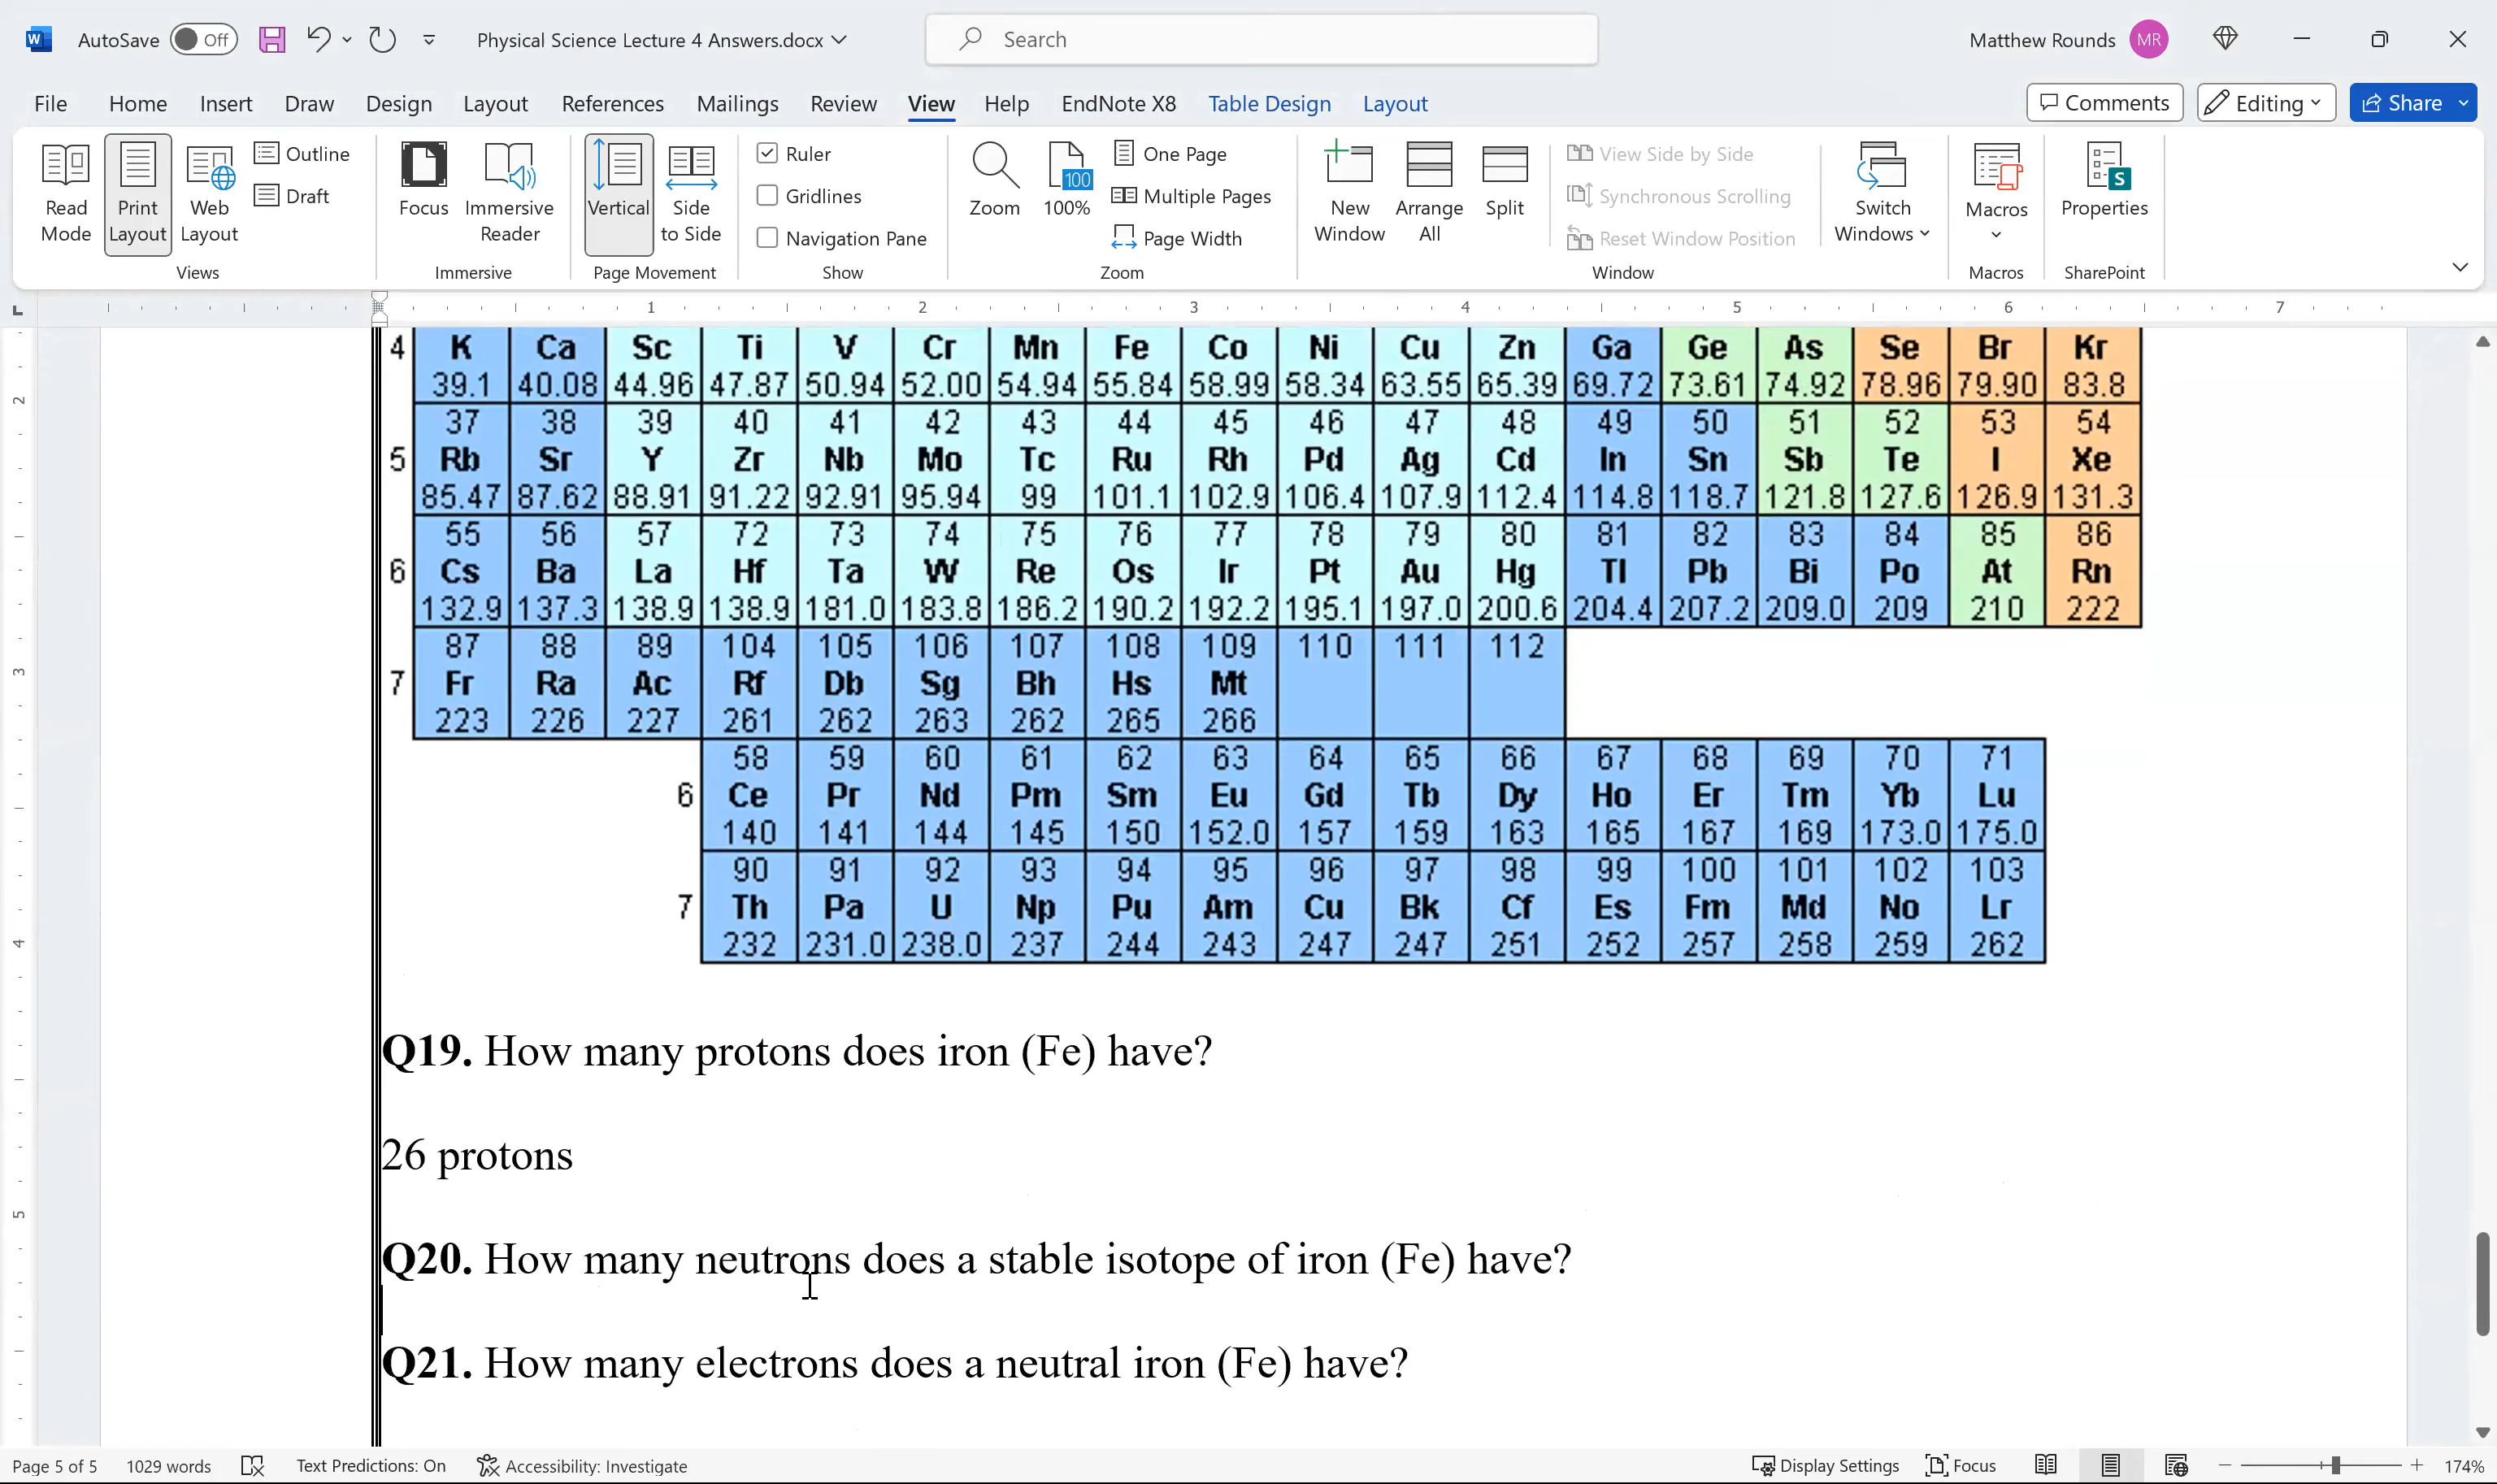 W AutoSave Off Physical Science Lecture 4 Answers.docx Search Matthew Rounds MR
File Home Insert Draw Design Layout References Mailings Review View Help EndNote X8 Table Design Layout Comments Editing Share
Read Mode
Print Layout
Web Layout
Outline
Draft
Views
Focus
Immersive Reader
Immersive
Vertical
Side to Side
Page Movement
Ruler
Gridlines
Navigation Pane
Show
Zoom
100
100%
One Page
Multiple Pages
Page Width
Zoom
New Window
Arrange All
Split
View Side by Side
Synchronous Scrolling
Reset Window Position
Switch Windows
Window
Macros
Macros
S
Properties
SharePoint
L 1 2 3 4 5 6 7
2
3
4
5
4 K Ca Sc Ti V Cr Mn Fe Co Ni Cu Zn Ga Ge As Se Br Kr
39.1 40.08 44.96 47.87 50.94 52.00 54.94 55.84 58.99 58.34 63.55 65.39 69.72 73.61 74.92 78.96 79.90 83.8
37 38 39 40 41 42 43 44 45 46 47 48 49 50 51 52 53 54
5 Rb Sr Y Zr Nb Mo Tc Ru Rh Pd Ag Cd In Sn Sb Te I Xe
85.47 87.62 88.91 91.22 92.91 95.94 99 101.1 102.9 106.4 107.9 112.4 114.8 118.7 121.8 127.6 126.9 131.3
55 56 57 72 73 74 75 76 77 78 79 80 81 82 83 84 85 86
6 Cs Ba La Hf Ta W Re Os Ir Pt Au Hg Tl Pb Bi Po At Rn
132.9 137.3 138.9 138.9 181.0 183.8 186.2 190.2 192.2 195.1 197.0 200.6 204.4 207.2 209.0 209 210 222
87 88 89 104 105 106 107 108 109 110 111 112
7 Fr Ra Ac Rf Db Sg Bh Hs Mt
223 226 227 261 262 263 262 265 266
58 59 60 61 62 63 64 65 66 67 68 69 70 71
6 Ce Pr Nd Pm Sm Eu Gd Tb Dy Ho Er Tm Yb Lu
140 141 144 145 150 152.0 157 159 163 165 167 169 173.0 175.0
90 91 92 93 94 95 96 97 98 99 100 101 102 103
7 Th Pa U Np Pu Am Cu Bk Cf Es Fm Md No Lr
232 231.0 238.0 237 244 243 247 247 251 252 257 258 259 262
Q19. How many protons does iron (Fe) have?
26 protons
Q20. How many neutrons does a stable isotope of iron (Fe) have?
Q21. How many electrons does a neutral iron (Fe) have?
Page 5 of 5 1029 words Text Predictions: On Accessibility: Investigate Display Settings Focus 174%